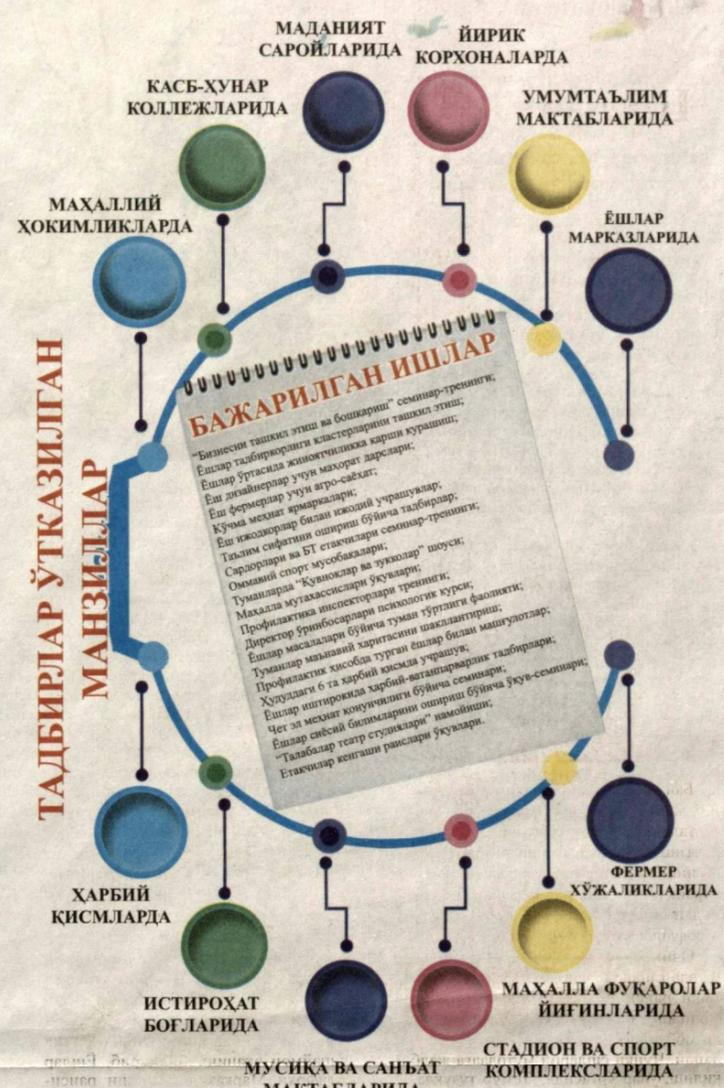 МАДАНИЯТ
САРОЙЛАРИДА
ЙИРИК
КОРХОНАЛАРДА
КАСБ-ҲУНАР
КОЛЛЕЖЛАРИДА
УМУМТАЪЛИМ
МАКТАБЛАРИДА
МАҲАЛЛИЙ
ҲОКИМЛИКЛАРДА
ЁШЛАР
МАРКАЗЛАРИДА
ТАДБИРЛАР ЎТКАЗИЛГАН
МАНЗИЛЛАР
БАЖАРИЛГАН ИШЛАР
"Бизнесни ташкил этиш ва бошқариш" семинар-тренинги;
Ёшлар тадбиркорлиги кластерларини ташкил этиш;
Ёшлар ўртасида жиноятчиликка қарши курашиш;
Ёш дизайнерлар учун маҳорат дарслари;
Ёш фермерлар учун агро-саёҳат;
Кўчма меҳнат ярмаркалари;
Ёш ижодкорлар билан ижодий учрашувлар;
Таълим сифатини ошириш бўйича тадбирлар;
Сардорлари ва БТ етакчилари семинар-тренинги;
Оммавий спорт мусобақалари;
Туманларда "Қувноклар ва зукколар" шоуси;
Маҳалла мутахассислари ўқувлари;
Профилактика инспекторлари тренинги;
Директор ўринбосарлари психологик курси;
Ёшлар масалалари бўйича туман тўртлиги фаолияти;
Туманлар маънавий харитасини шакллантириш;
Профилактик ҳисобда турган ёшлар билан машғулотлар;
Ҳудуддаги 6 та ҳарбий қисмда учрашув;
Ёшлар иштирокида ҳарбий-ватанпарварлик тадбирлари;
Чет эл меҳнат қонунчилиги бўйича семинари;
Ёшлар сиёсий билимларини ошириш бўйича ўқув-семинари;
"Талабалар театр студиялари" намойиши;
Етакчилар кенгаши раислари ўқувлари.
ҲАРБИЙ
ҚИСМЛАРДА
ФЕРМЕР
ХЎЖАЛИКЛАРИДА
ИСТИРОҲАТ
БОҒЛАРИДА
МАҲАЛЛА ФУҚАРОЛАР
ЙИҒИНЛАРИДА
МУСИҚА ВА САНЪАТ
МАКТАБЛАРИДА
СТАДИОН ВА СПОРТ
КОМПЛЕКСЛАРИДА